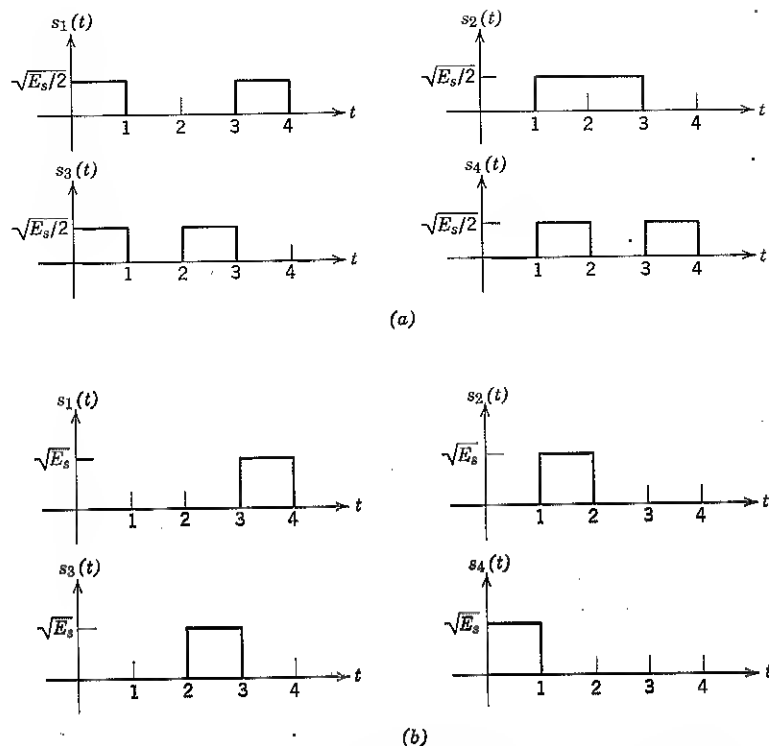 s₁(t)
√Eₛ/2
1 2 3 4 t
s₂(t)
√Eₛ/2
1 2 3 4 t
s₃(t)
√Eₛ/2
1 2 3 4 t
s₄(t)
√Eₛ/2
1 2 3 4 t
(a)
s₁(t)
√Eₛ
1 2 3 4 t
s₂(t)
√Eₛ
1 2 3 4 t
s₃(t)
√Eₛ
1 2 3 4 t
s₄(t)
√Eₛ
1 2 3 4 t
(b)